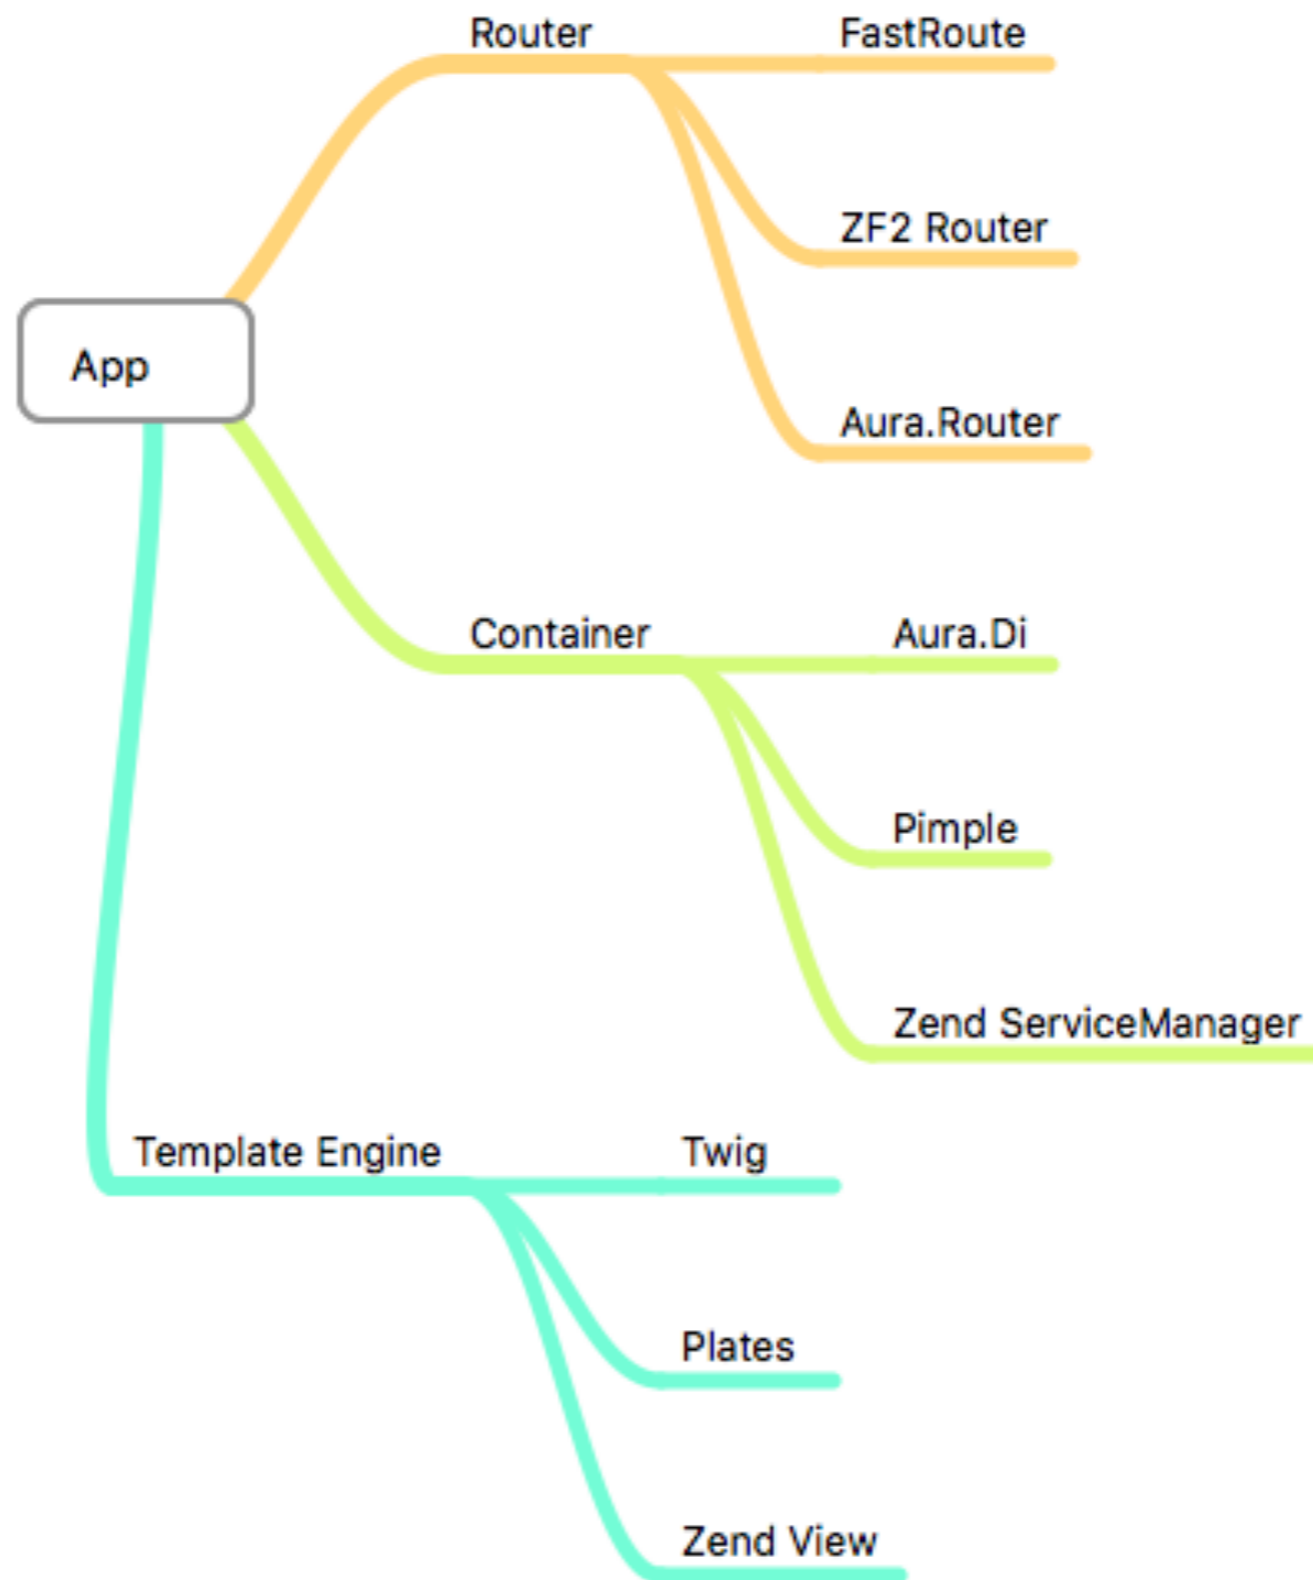 Router
FastRoute
ZF2 Router
Aura.Router
App
Container
Aura.Di
Pimple
Zend ServiceManager
Template Engine
Twig
Plates
Zend View